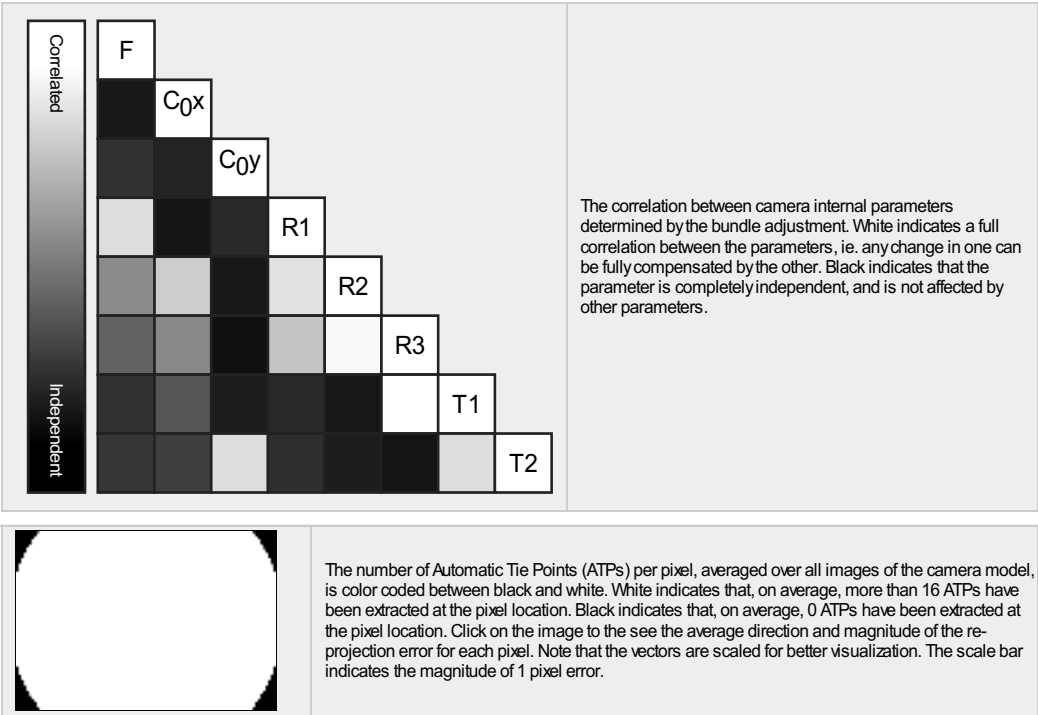 Correlated
Independent
F
C0x
C0y
R1
R2
R3
T1
T2
The correlation between camera internal parameters
determined by the bundle adjustment. White indicates a full
correlation between the parameters, ie. any change in one can
be fully compensated by the other. Black indicates that the
parameter is completely independent, and is not affected by
other parameters.
The number of Automatic Tie Points (ATPs) per pixel, averaged over all images of the camera model,
is color coded between black and white. White indicates that, on average, more than 16 ATPs have
been extracted at the pixel location. Black indicates that, on average, 0 ATPs have been extracted at
the pixel location. Click on the image to the see the average direction and magnitude of the re-
projection error for each pixel. Note that the vectors are scaled for better visualization. The scale bar
indicates the magnitude of 1 pixel error.